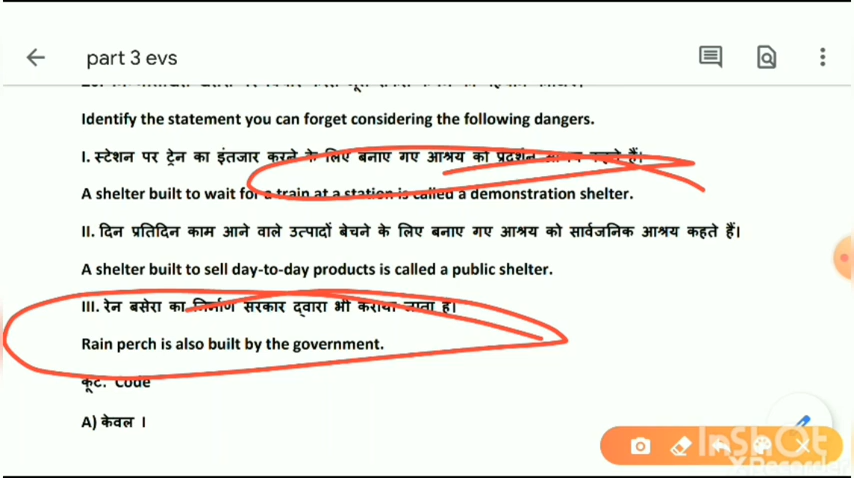 part 3 evs
Identify the statement you can forget considering the following dangers.
I. स्टेशन पर ट्रेन का इंतजार करने के लिए बनाए गए आश्रय को प्रदर्शन कहते हैं।
A shelter built to wait for a train at a station is called a demonstration shelter.
II. दिन प्रतिदिन काम आने वाले उत्पादों बेचने के लिए बनाए गए आश्रय को सार्वजनिक आश्रय कहते हैं।
A shelter built to sell day-to-day products is called a public shelter.
III. रेन बसेरा का निर्माण सरकार द्वारा भी कराया जाता है।
Rain perch is also built by the government.
कूट. Code
A) केवल I
InShOt
XRecorder